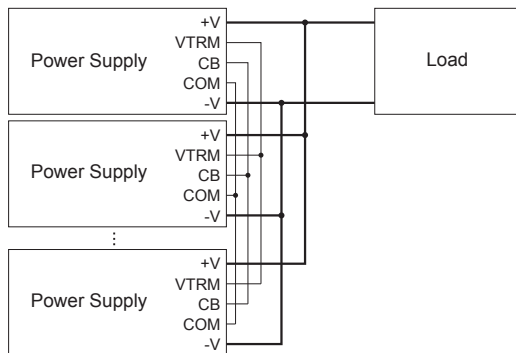 +V
VTRM
Power Supply
CB
COM
-V
Load
+V
VTRM
Power Supply
CB
COM
-V
...
+V
VTRM
Power Supply
CB
COM
-V